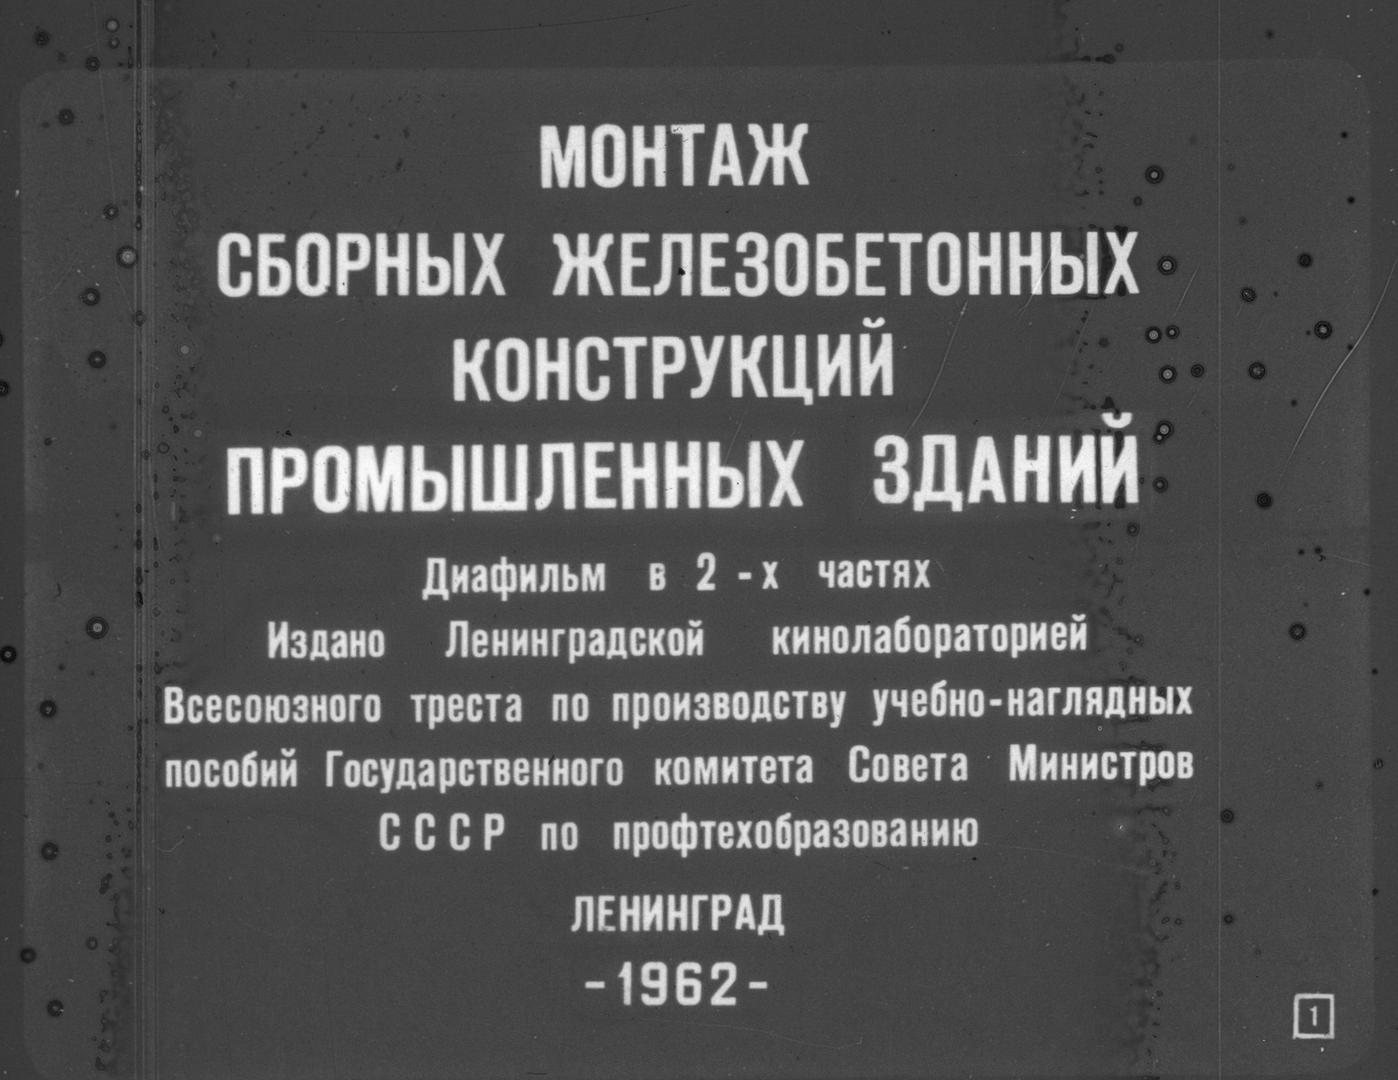 МОНТАЖ
СБОРНЫХ ЖЕЛЕЗОБЕТОННЫХ
КОНСТРУКЦИЙ
ПРОМЫШЛЕННЫХ ЗДАНИЙ
Диафильм в 2-х частях
Издано Ленинградской кинолабораторией
Всесоюзного треста по производству учебно-наглядных
пособий Государственного комитета Совета Министров
СССР по профтехобразованию
ЛЕНИНГРАД
-1962-
1